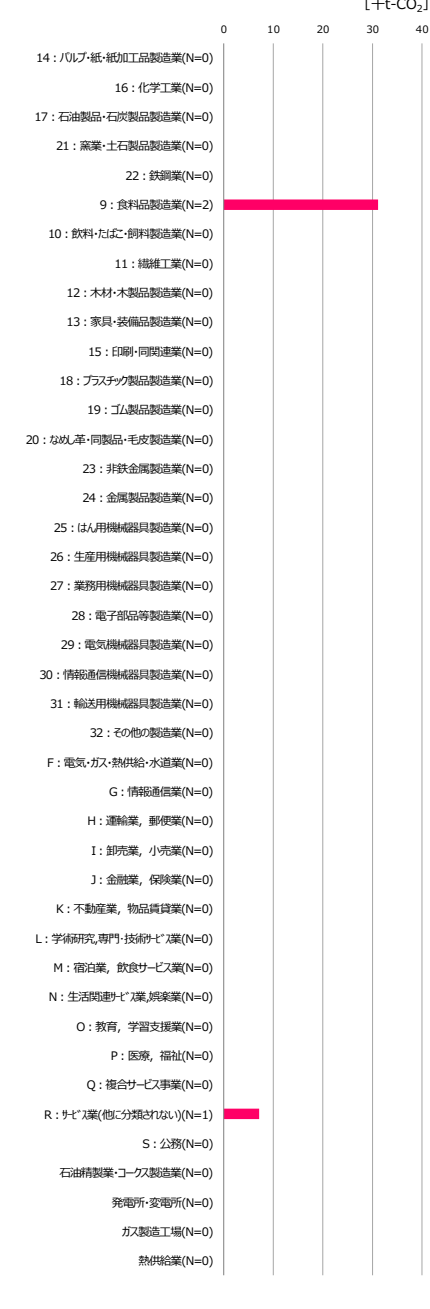 [千t-CO₂]
0 10 20 30 40
14：パルプ・紙・紙加工品製造業(N=0)
16：化学工業(N=0)
17：石油製品・石炭製品製造業(N=0)
21：窯業・土石製品製造業(N=0)
22：鉄鋼業(N=0)
9：食料品製造業(N=2)
10：飲料・たばこ・飼料製造業(N=0)
11：繊維工業(N=0)
12：木材・木製品製造業(N=0)
13：家具・装備品製造業(N=0)
15：印刷・同関連業(N=0)
18：プラスチック製品製造業(N=0)
19：ゴム製品製造業(N=0)
20：なめし革・同製品・毛皮製造業(N=0)
23：非鉄金属製造業(N=0)
24：金属製品製造業(N=0)
25：はん用機械器具製造業(N=0)
26：生産用機械器具製造業(N=0)
27：業務用機械器具製造業(N=0)
28：電子部品等製造業(N=0)
29：電気機械器具製造業(N=0)
30：情報通信機械器具製造業(N=0)
31：輸送用機械器具製造業(N=0)
32：その他の製造業(N=0)
F：電気・ガス・熱供給・水道業(N=0)
G：情報通信業(N=0)
H：運輸業，郵便業(N=0)
I：卸売業，小売業(N=0)
J：金融業，保険業(N=0)
K：不動産業，物品賃貸業(N=0)
L：学術研究,専門・技術ｻｰﾋﾞｽ業(N=0)
M：宿泊業，飲食サービス業(N=0)
N：生活関連ｻｰﾋﾞｽ業,娯楽業(N=0)
O：教育，学習支援業(N=0)
P：医療，福祉(N=0)
Q：複合サービス事業(N=0)
R：ｻｰﾋﾞｽ業(他に分類されない)(N=1)
S：公務(N=0)
石油精製業・コークス製造業(N=0)
発電所・変電所(N=0)
ガス製造工場(N=0)
熱供給業(N=0)